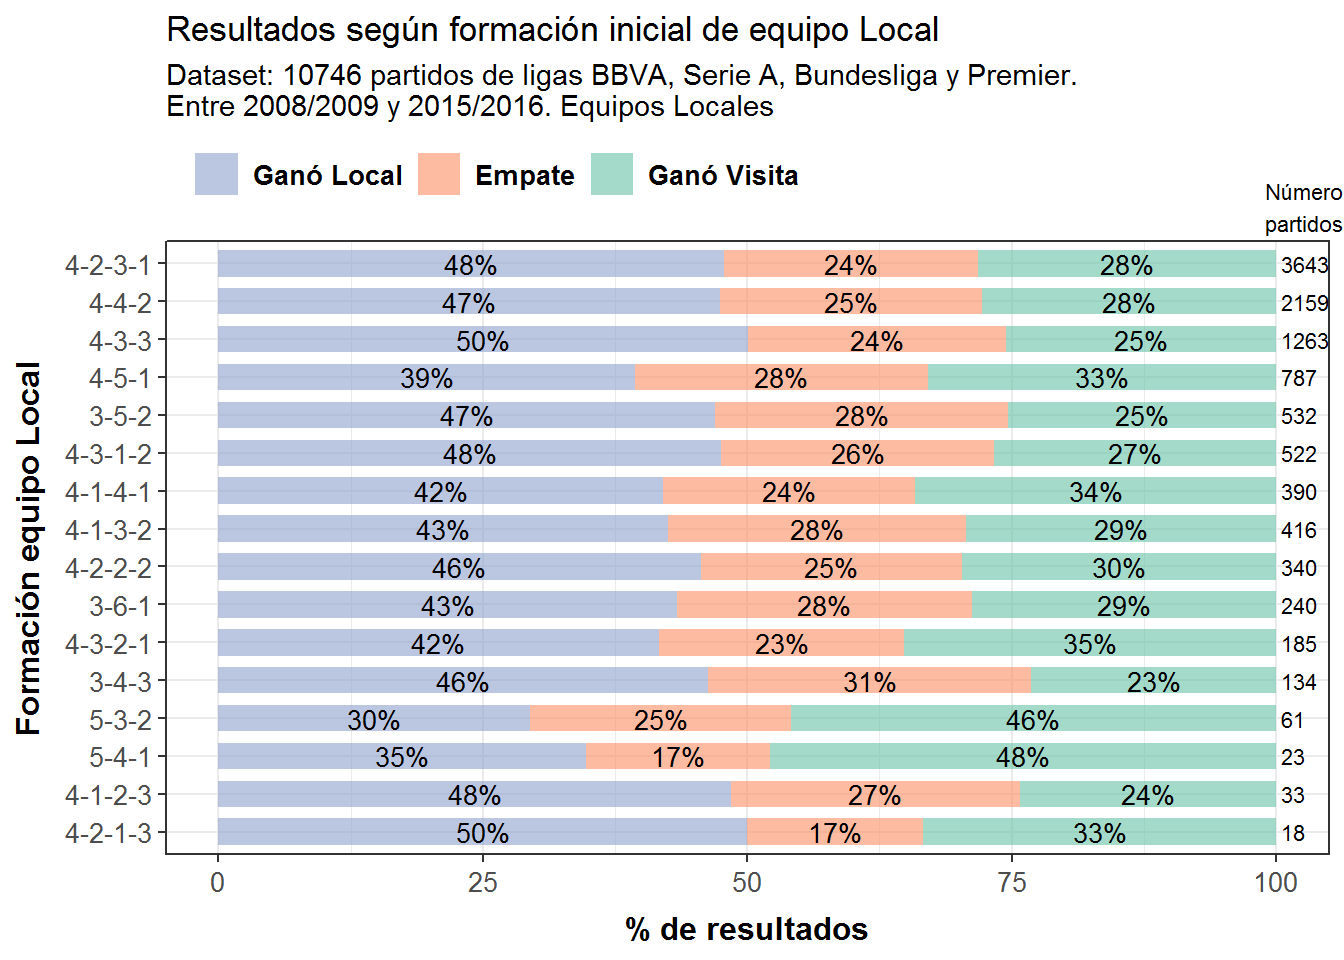 Resultados según formación inicial de equipo Local
Dataset: 10746 partidos de ligas BBVA, Serie A, Bundesliga y Premier.
Entre 2008/2009 y 2015/2016. Equipos Locales
Ganó Local Empate Ganó Visita
Número
partidos
Formación equipo Local
4-2-3-1 48% 24% 28% 3643
4-4-2 47% 25% 28% 2159
4-3-3 50% 24% 25% 1263
4-5-1 39% 28% 33% 787
3-5-2 47% 28% 25% 532
4-3-1-2 48% 26% 27% 522
4-1-4-1 42% 24% 34% 390
4-1-3-2 43% 28% 29% 416
4-2-2-2 46% 25% 30% 340
3-6-1 43% 28% 29% 240
4-3-2-1 42% 23% 35% 185
3-4-3 46% 31% 23% 134
5-3-2 30% 25% 46% 61
5-4-1 35% 17% 48% 23
4-1-2-3 48% 27% 24% 33
4-2-1-3 50% 17% 33% 18
0 25 50 75 100
% de resultados